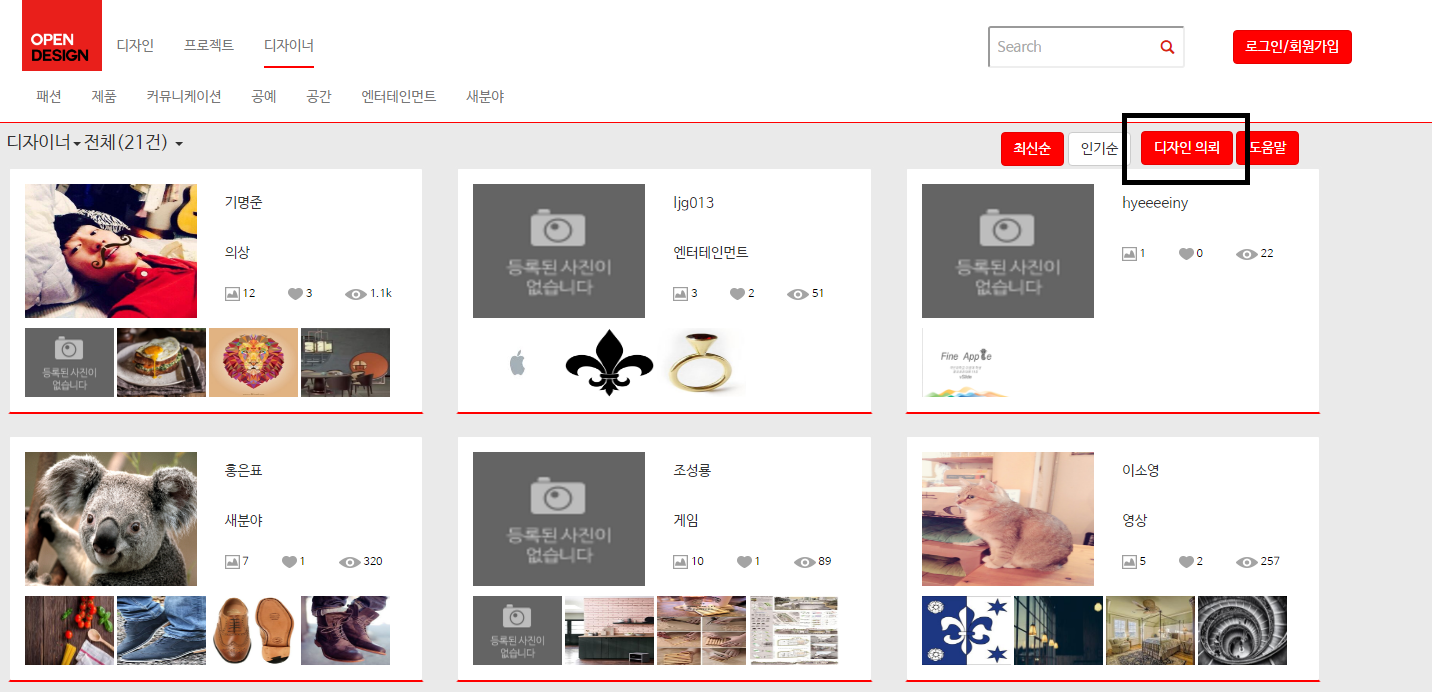 OPEN
DESIGN
디자인 프로젝트 디자이너
Search
로그인/회원가입
패션 제품 커뮤니케이션 공예 공간 엔터테인먼트 새분야
디자이너 전체(21건)
최신순 인기순 디자인 의뢰 도움말
기명준
의상
12 3 1.1k
등록된 사진이
없습니다
등록된 사진이
없습니다
ljg013
엔터테인먼트
3 2 51
등록된 사진이
없습니다
hyeeeeiny
1 0 22
Fine App e
홍은표
새분야
7 1 320
등록된 사진이
없습니다
조성룡
게임
10 1 89
등록된 사진이
없습니다
이소영
영상
5 2 257